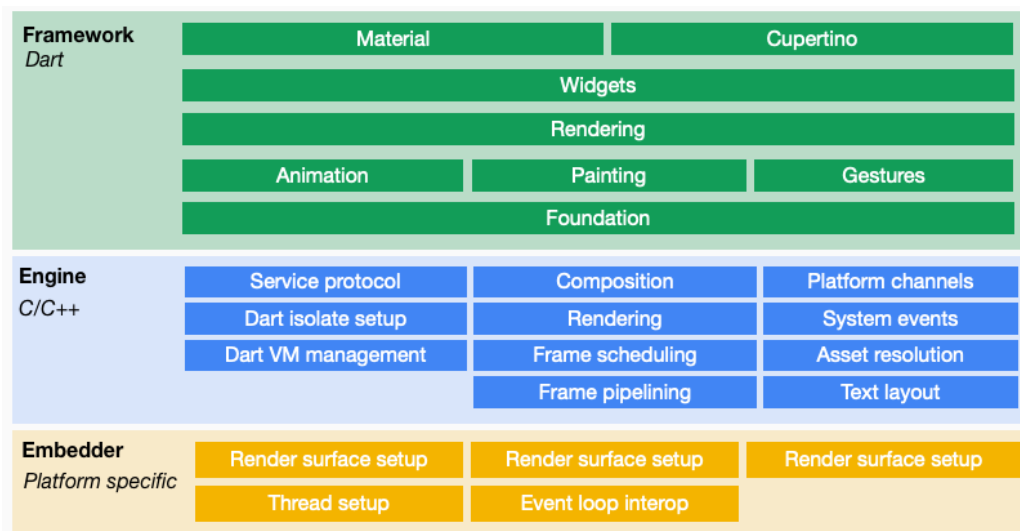 Framework
Dart
Material Cupertino
Widgets
Rendering
Animation Painting Gestures
Foundation
Engine
C/C++
Service protocol Composition Platform channels
Dart isolate setup Rendering System events
Dart VM management Frame scheduling Asset resolution
Frame pipelining Text layout
Embedder
Platform specific
Render surface setup Render surface setup Render surface setup
Thread setup Event loop interop